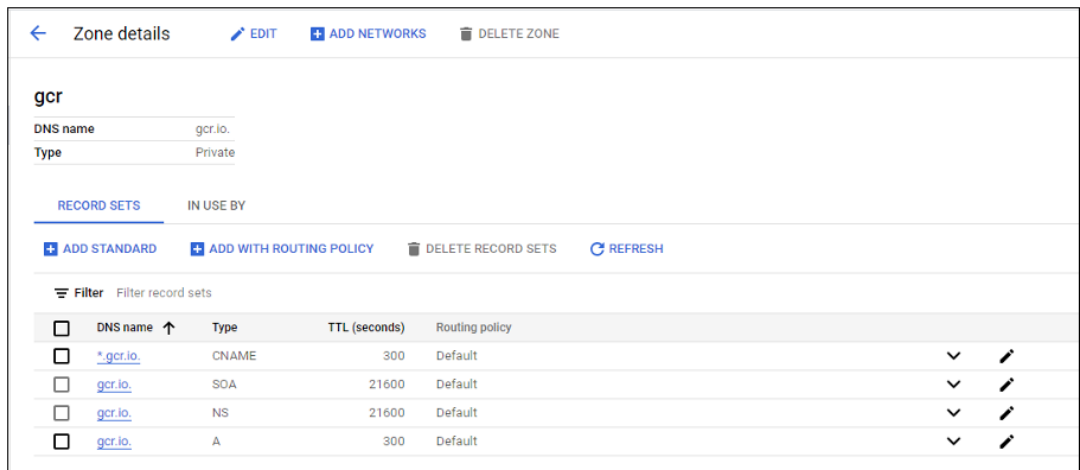 Zone details EDIT ADD NETWORKS DELETE ZONE
gcr
DNS name gcr.io.
Type Private
RECORD SETS IN USE BY
ADD STANDARD ADD WITH ROUTING POLICY DELETE RECORD SETS REFRESH
Filter Filter record sets
DNS name Type TTL (seconds) Routing policy
*.gcr.io. CNAME 300 Default
gcr.io. SOA 21600 Default
gcr.io. NS 21600 Default
gcr.io. A 300 Default